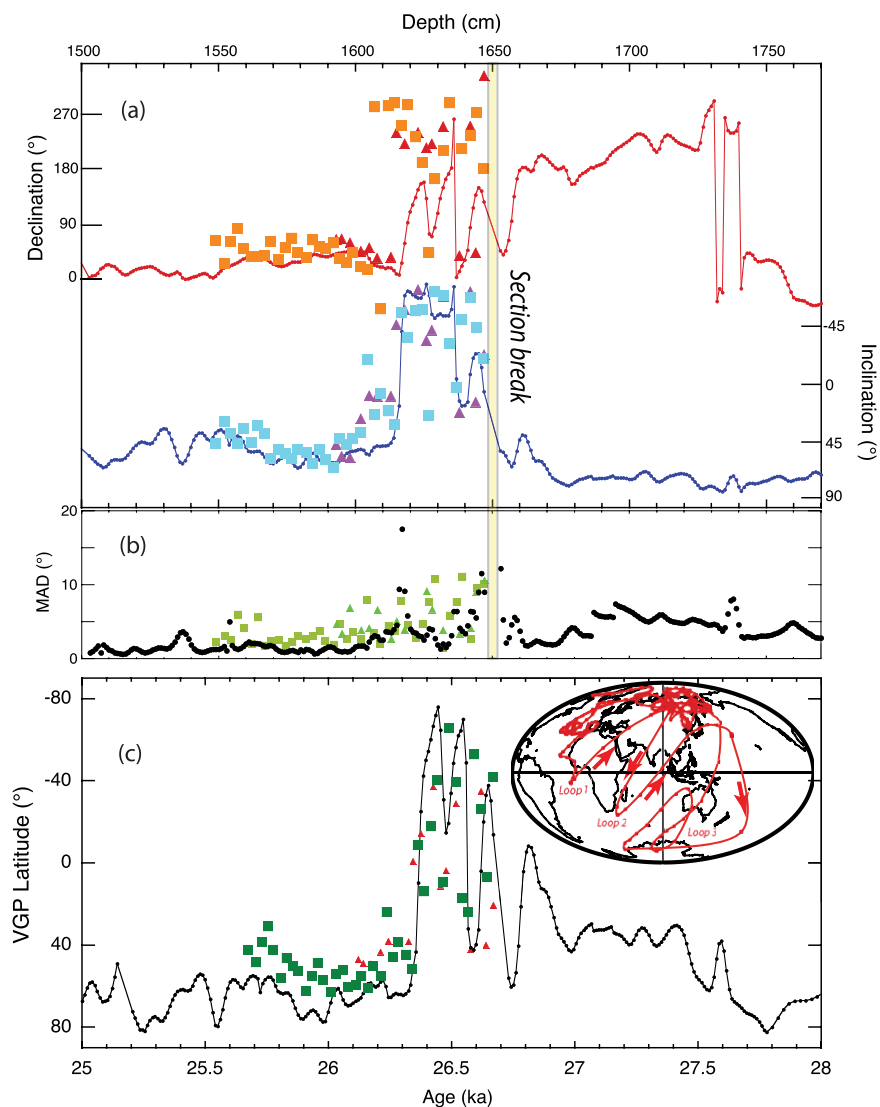 Depth (cm)
1500 1550 1600 1650 1700 1750
(a)
Declination (°)
270
180
90
0
Section break
-45
0
45
90
Inclination (°)
(b)
MAD (°)
20
10
0
(c)
VGP Latitude (°)
-80
-40
0
40
80
Loop 1
Loop 2
Loop 3
25 25.5 26 26.5 27 27.5 28
Age (ka)